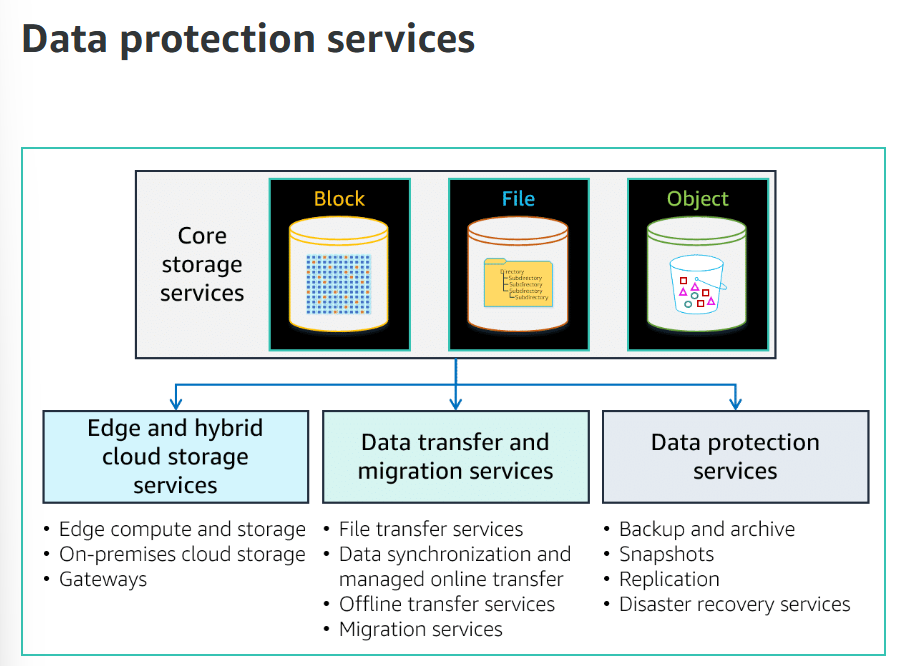 Data protection services
Core
storage
services
Block
File
Object
Directory
Subdirectory
Subdirectory
Subdirectory
Subdirectory
Edge and hybrid
cloud storage
services
• Edge compute and storage
• On-premises cloud storage
• Gateways
Data transfer and
migration services
• File transfer services
• Data synchronization and
managed online transfer
• Offline transfer services
• Migration services
Data protection
services
• Backup and archive
• Snapshots
• Replication
• Disaster recovery services